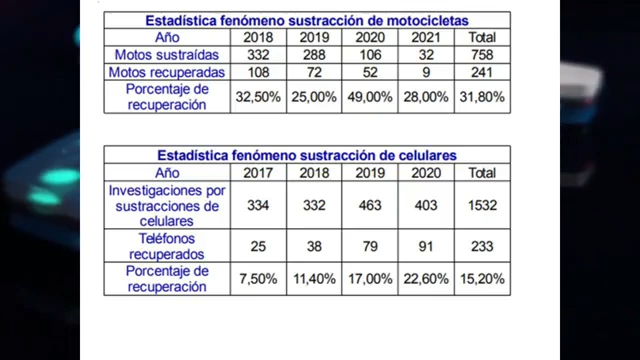 Estadística fenómeno sustracción de motocicletas
Año 2018 2019 2020 2021 Total
Motos sustraídas 332 288 106 32 758
Motos recuperadas 108 72 52 9 241
Porcentaje de
recuperación 32,50% 25,00% 49,00% 28,00% 31,80%
Estadística fenómeno sustracción de celulares
Año 2017 2018 2019 2020 Total
Investigaciones por
sustracciones de
celulares 334 332 463 403 1532
Teléfonos
recuperados 25 38 79 91 233
Porcentaje de
recuperación 7,50% 11,40% 17,00% 22,60% 15,20%